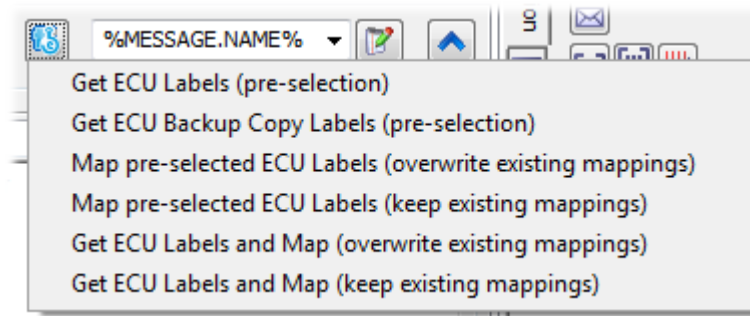 %MESSAGE.NAME%
on
Get ECU Labels (pre-selection)
Get ECU Backup Copy Labels (pre-selection)
Map pre-selected ECU Labels (overwrite existing mappings)
Map pre-selected ECU Labels (keep existing mappings)
Get ECU Labels and Map (overwrite existing mappings)
Get ECU Labels and Map (keep existing mappings)